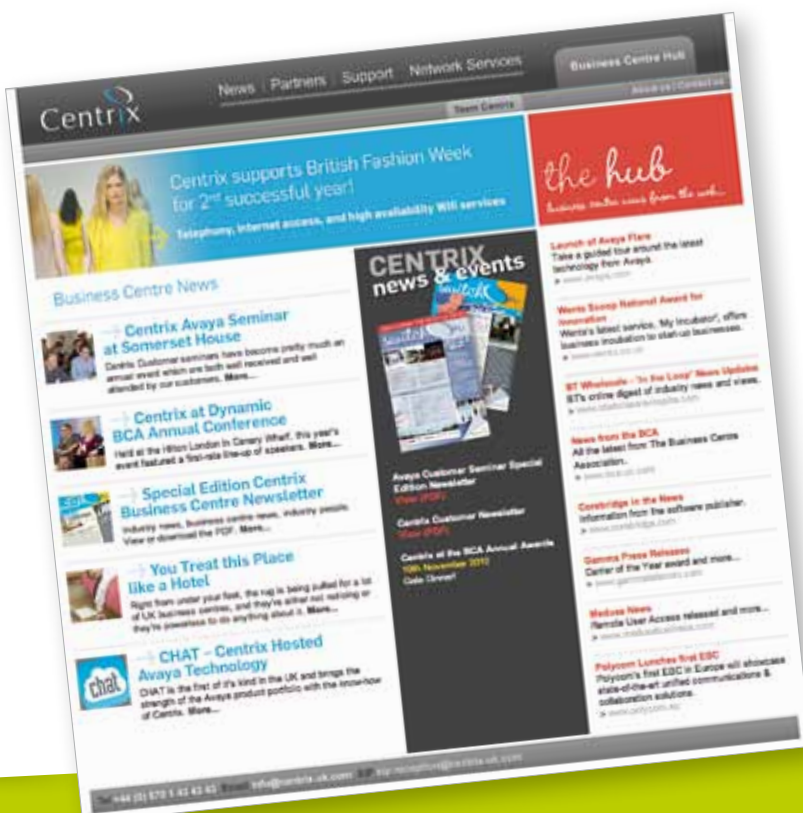 Centrix
News Partners Support Network Services
Business Centre Hub
Team Centrix
About us | Contact us
Centrix supports British Fashion Week
for 2nd successful year!
Telephony, internet access, and high availability Wifi services
the hub
business centre news from the web...
Business Centre News
Centrix Avaya Seminar
at Somerset House
Centrix Customer seminars have become pretty much an
annual event which are both well received and well
attended by our customers. More...
Centrix at Dynamic
BCA Annual Conference
Held at the Hilton London in Canary Wharf, this year's
event featured a first-rate line-up of speakers. More...
Special Edition Centrix
Business Centre Newsletter
Industry news, business centre news, industry people.
View or download the PDF. More...
You Treat this Place
like a Hotel
Right from under your feet, the rug is being pulled for a lot
of UK business centres, and they're either not noticing or
they're powerless to do anything about it. More...
chat
CHAT – Centrix Hosted
Avaya Technology
CHAT is the first of it's kind in the UK and brings the
strength of the Avaya product portfolio with the know-how
of Centrix. More...
CENTRIX
news & events
switch
Avaya Customer Seminar Special
Edition Newsletter
View (PDF)
Centrix Customer Newsletter
View (PDF)
Centrix at the BCA Annual Awards
Gala Dinner!
Launch of Avaya Flare
Take a guided tour around the latest
technology from Avaya.
www.avaya.com
Wenta Scoop National Award for
Innovation
Wenta's latest service, 'My Incubator', offers
business incubation to start-up businesses.
BT Wholesale - 'In the Loop' News Updates
BT's online digest of industry news and views.
News from the BCA
All the latest from The Business Centre
Association.
Corebridge in the News
Information from the software publisher.
www.corebridge.com
Gamma Press Releases
Carrier of the Year award and more...
Medusa News
Remote User Access released and more...
Polycom Lunches first EBC
Polycom's first EBC in Europe will showcase
state-of-the-art unified communications &
collaboration solutions.
Tel +44 (0) 870 1 43 43 43 Email info@centrix.uk.com SIP